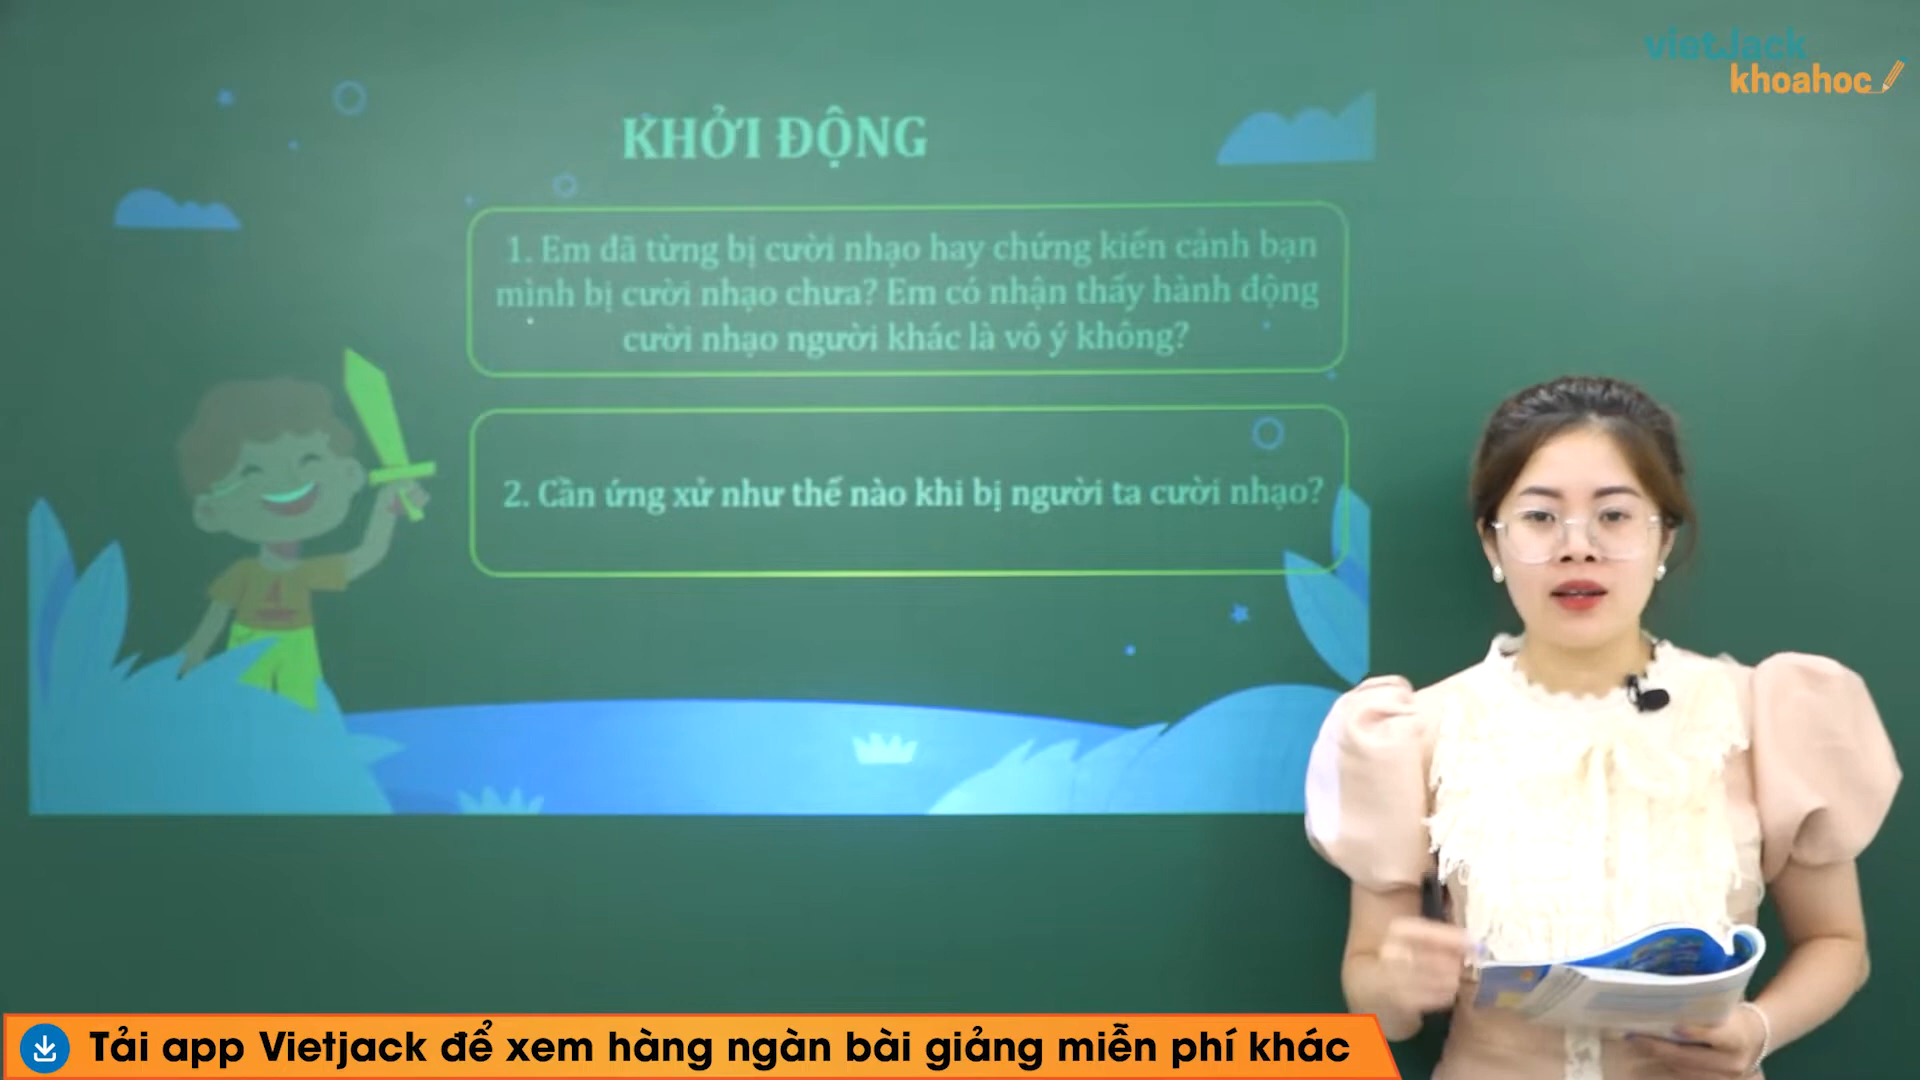 vietJack
khoahoc
KHỞI ĐỘNG
1. Em đã từng bị cười nhạo hay chứng kiến cảnh bạn
mình bị cười nhạo chưa? Em có nhận thấy hành động
cười nhạo người khác là vô ý không?
2. Cần ứng xử như thế nào khi bị người ta cười nhạo?
4
Tải app Vietjack để xem hàng ngàn bài giảng miễn phí khác